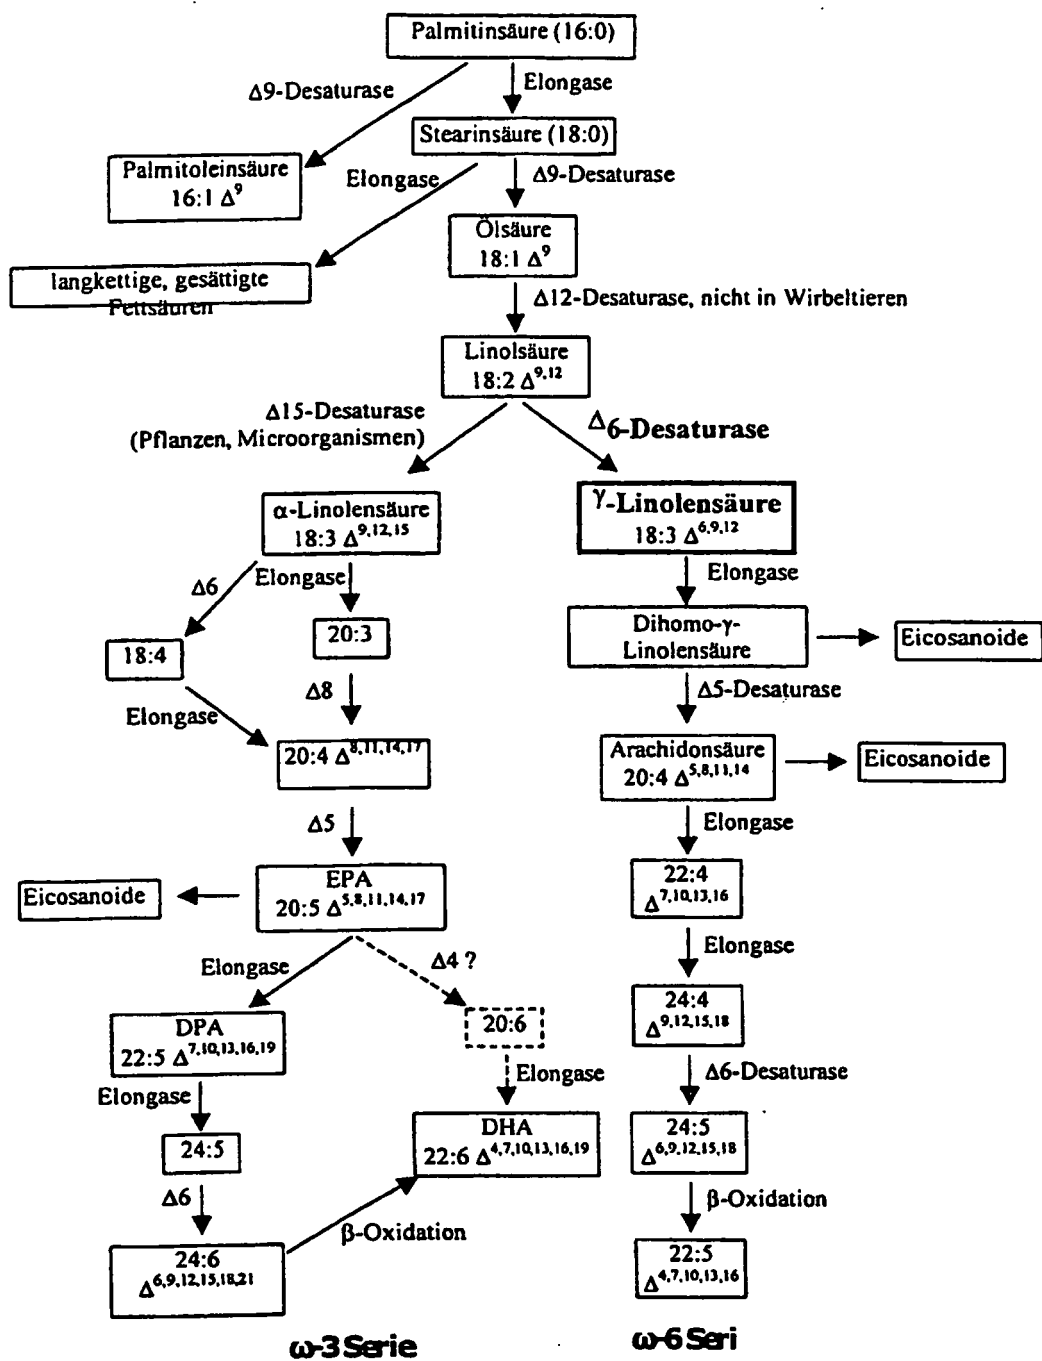 Palmitinsäure (16:0)
Δ9-Desaturase
Elongase
Stearinsäure (18:0)
Palmitoleinsäure
16:1 Δ9
Elongase
Δ9-Desaturase
Ölsäure
18:1 Δ9
langkettige, gesättigte
Fettsäuren
Δ12-Desaturase, nicht in Wirbeltieren
Linolsäure
18:2 Δ9,12
Δ15-Desaturase
(Pflanzen, Microorganismen)
Δ6-Desaturase
α-Linolensäure
18:3 Δ9,12,15
γ-Linolensäure
18:3 Δ6,9,12
Δ6
Elongase
Elongase
18:4
20:3
Dihomo-γ-
Linolensäure
Eicosanoide
Elongase
Δ8
Δ5-Desaturase
20:4 Δ8,11,14,17
Arachidonsäure
20:4 Δ5,8,11,14
Eicosanoide
Δ5
Elongase
Eicosanoide
EPA
20:5 Δ5,8,11,14,17
22:4
Δ7,10,13,16
Elongase
Δ4 ?
Elongase
DPA
22:5 Δ7,10,13,16,19
20:6
24:4
Δ9,12,15,18
Elongase
Elongase
Δ6-Desaturase
24:5
DHA
22:6 Δ4,7,10,13,16,19
24:5
Δ6,9,12,15,18
Δ6
β-Oxidation
β-Oxidation
24:6
Δ6,9,12,15,18,21
22:5
Δ4,7,10,13,16
ω-3 Serie
ω-6 Seri